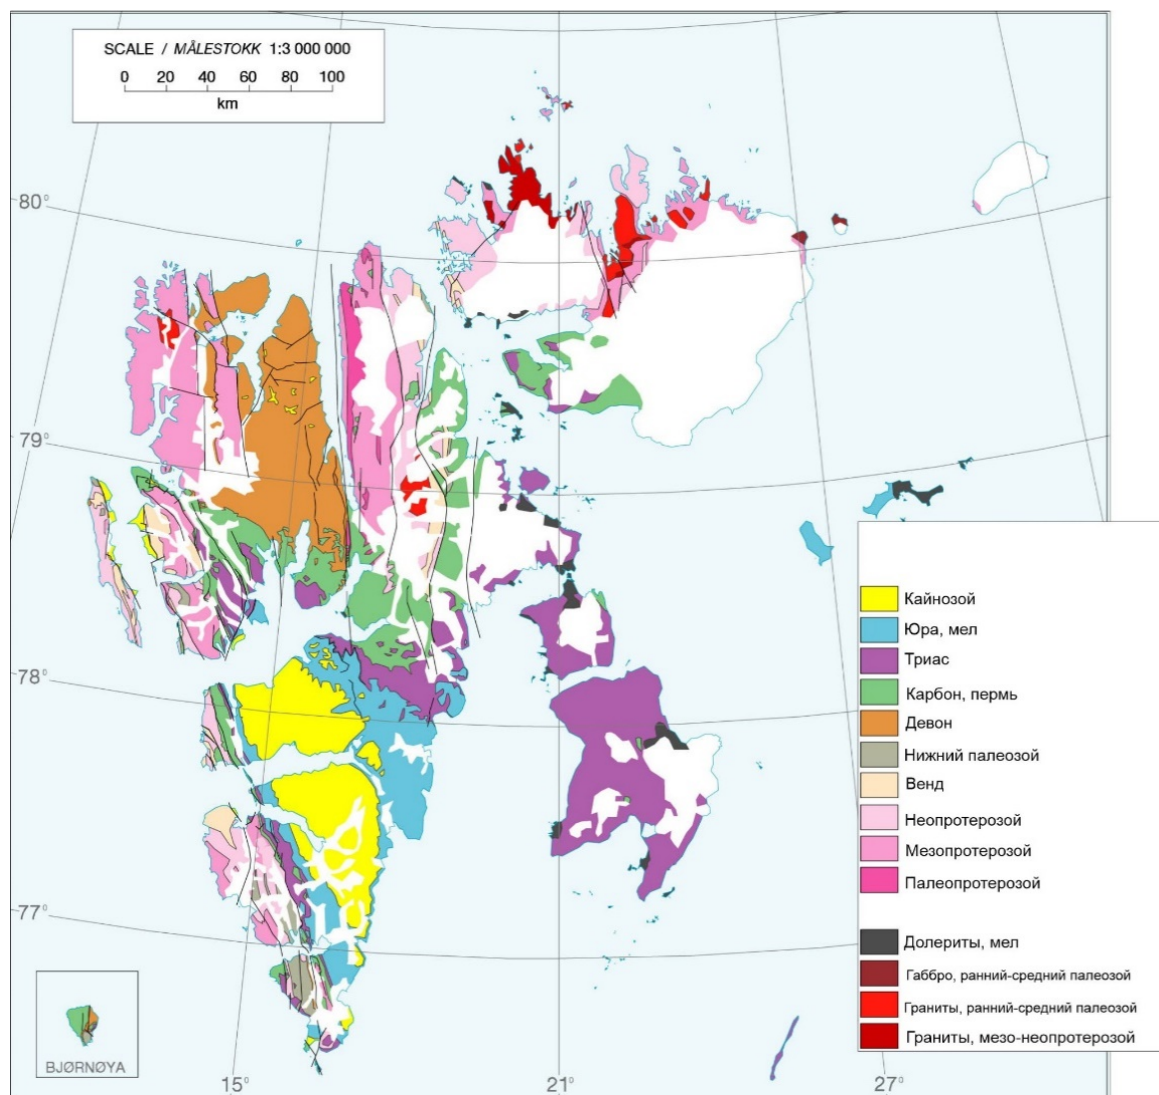 SCALE / MÅLESTOKK 1:3 000 000
0 20 40 60 80 100
km
80°
79°
78°
77°
15°
21°
27°
BJØRNØYA
Кайнозой
Юра, мел
Триас
Карбон, пермь
Девон
Нижний палеозой
Венд
Неопротерозой
Мезопротерозой
Палеопротерозой
Долериты, мел
Габбро, ранний-средний палеозой
Граниты, ранний-средний палеозой
Граниты, мезо-неопротерозой